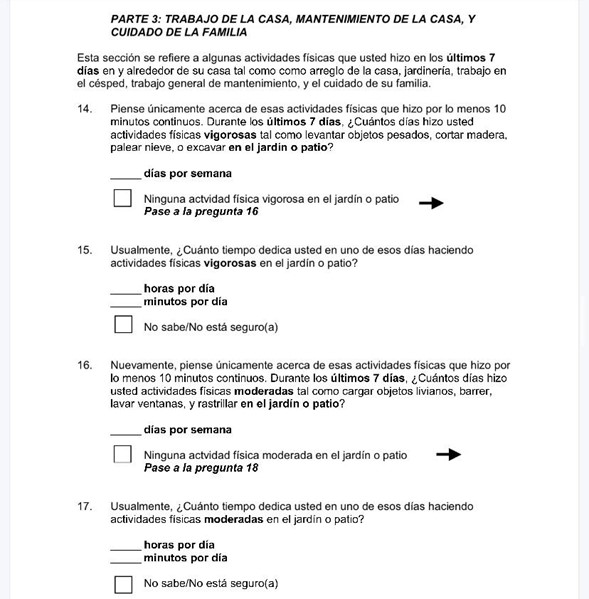 PARTE 3: TRABAJO DE LA CASA, MANTENIMIENTO DE LA CASA, Y
CUIDADO DE LA FAMILIA
Esta sección se refiere a algunas actividades físicas que usted hizo en los últimos 7
días en y alrededor de su casa tal como como arreglo de la casa, jardinería, trabajo en
el césped, trabajo general de mantenimiento, y el cuidado de su familia.
14. Piense únicamente acerca de esas actividades físicas que hizo por lo menos 10
minutos continuos. Durante los últimos 7 días, ¿Cuántos días hizo usted
actividades físicas vigorosas tal como levantar objetos pesados, cortar madera,
palear nieve, o excavar en el jardín o patio?
_____ días por semana
Ninguna actvidad física vigorosa en el jardín o patio
Pase a la pregunta 16
15. Usualmente, ¿Cuánto tiempo dedica usted en uno de esos días haciendo
actividades físicas vigorosas en el jardín o patio?
_____ horas por día
_____ minutos por día
No sabe/No está seguro(a)
16. Nuevamente, piense únicamente acerca de esas actividades físicas que hizo por
lo menos 10 minutos continuos. Durante los últimos 7 días, ¿Cuántos días hizo
usted actividades físicas moderadas tal como cargar objetos livianos, barrer,
lavar ventanas, y rastrillar en el jardín o patio?
_____ días por semana
Ninguna actvidad física moderada en el jardín o patio
Pase a la pregunta 18
17. Usualmente, ¿Cuánto tiempo dedica usted en uno de esos días haciendo
actividades físicas moderadas en el jardín o patio?
_____ horas por día
_____ minutos por día
No sabe/No está seguro(a)